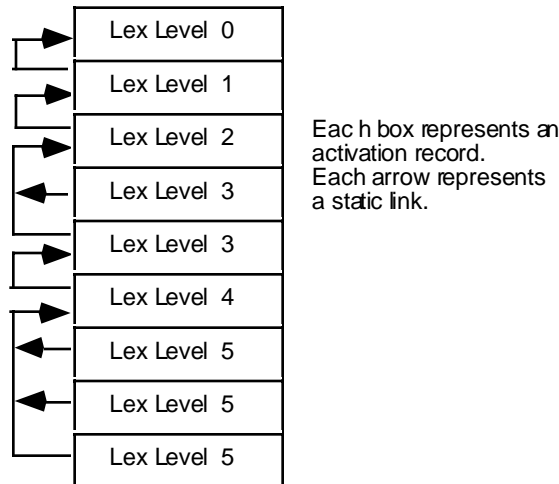 Lex Level 0
Lex Level 1
Lex Level 2
Lex Level 3
Lex Level 3
Lex Level 4
Lex Level 5
Lex Level 5
Lex Level 5
Eac h box represents an
activation record.
Each arrow represents
a static link.